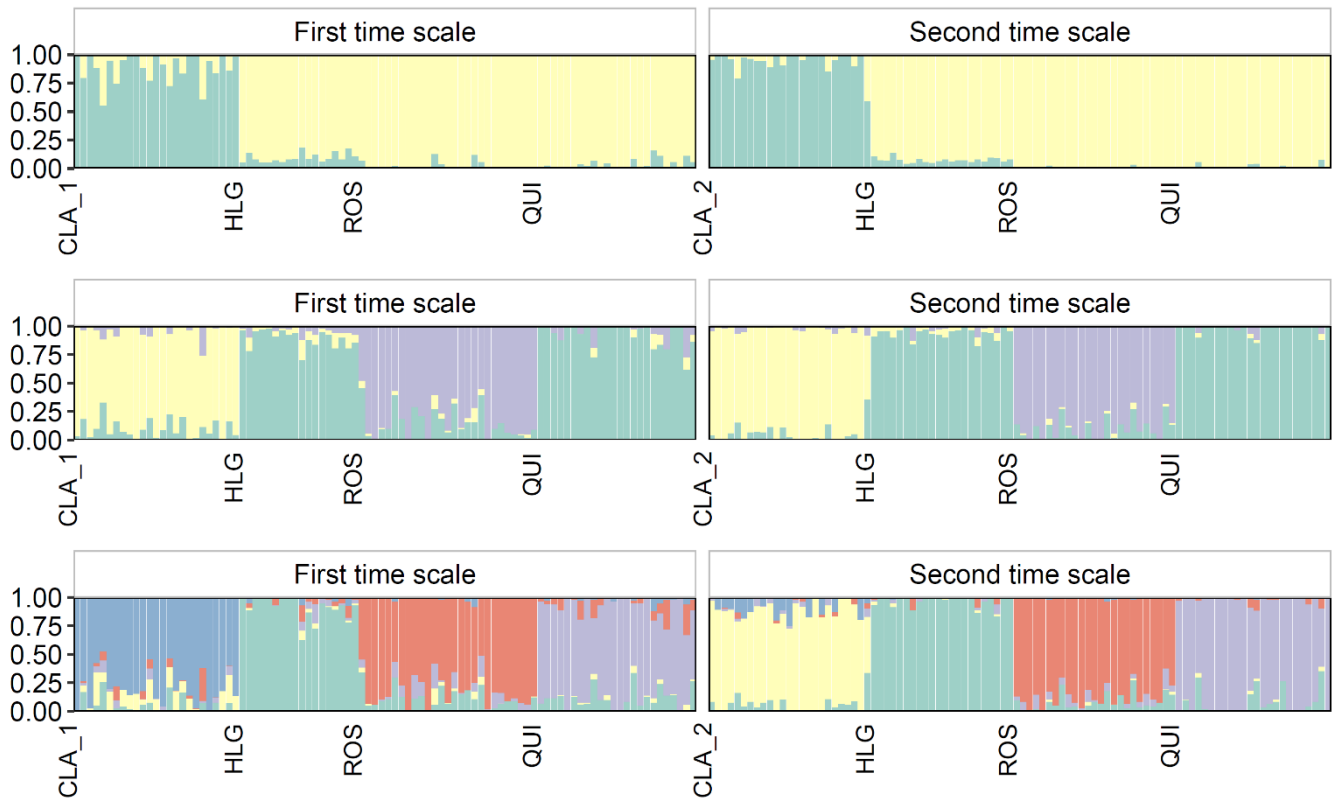 First time scale Second time scale
1.00
0.75
0.50
0.25
0.00
CLA_1 HLG ROS QUI CLA_2 HLG ROS QUI
First time scale Second time scale
1.00
0.75
0.50
0.25
0.00
CLA_1 HLG ROS QUI CLA_2 HLG ROS QUI
First time scale Second time scale
1.00
0.75
0.50
0.25
0.00
CLA_1 HLG ROS QUI CLA_2 HLG ROS QUI